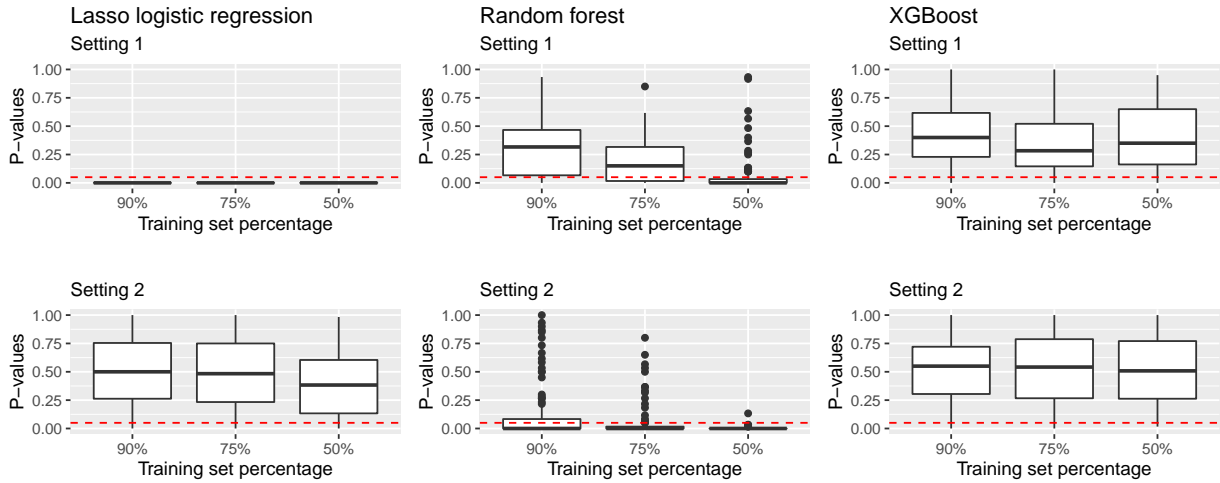 Lasso logistic regression
Setting 1
P−values
1.00
0.75
0.50
0.25
0.00
90% 75% 50%
Training set percentage
Random forest
Setting 1
P−values
1.00
0.75
0.50
0.25
0.00
90% 75% 50%
Training set percentage
XGBoost
Setting 1
P−values
1.00
0.75
0.50
0.25
0.00
90% 75% 50%
Training set percentage
Setting 2
P−values
1.00
0.75
0.50
0.25
0.00
90% 75% 50%
Training set percentage
Setting 2
P−values
1.00
0.75
0.50
0.25
0.00
90% 75% 50%
Training set percentage
Setting 2
P−values
1.00
0.75
0.50
0.25
0.00
90% 75% 50%
Training set percentage